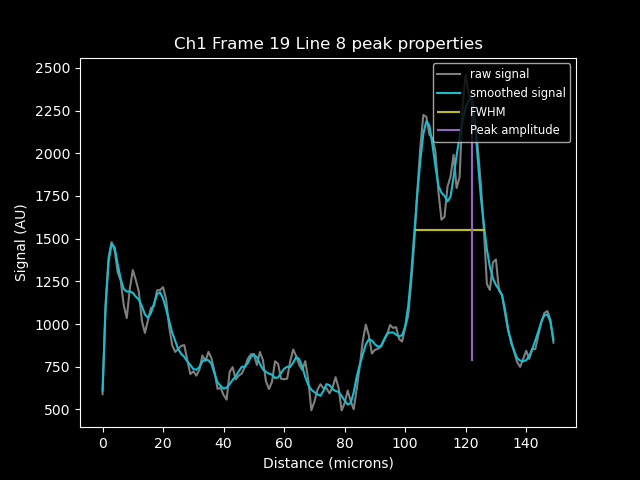 Ch1 Frame 19 Line 8 peak properties
raw signal
smoothed signal
FWHM
Peak amplitude
Signal (AU)
2500
2250
2000
1750
1500
1250
1000
750
500
0 20 40 60 80 100 120 140
Distance (microns)